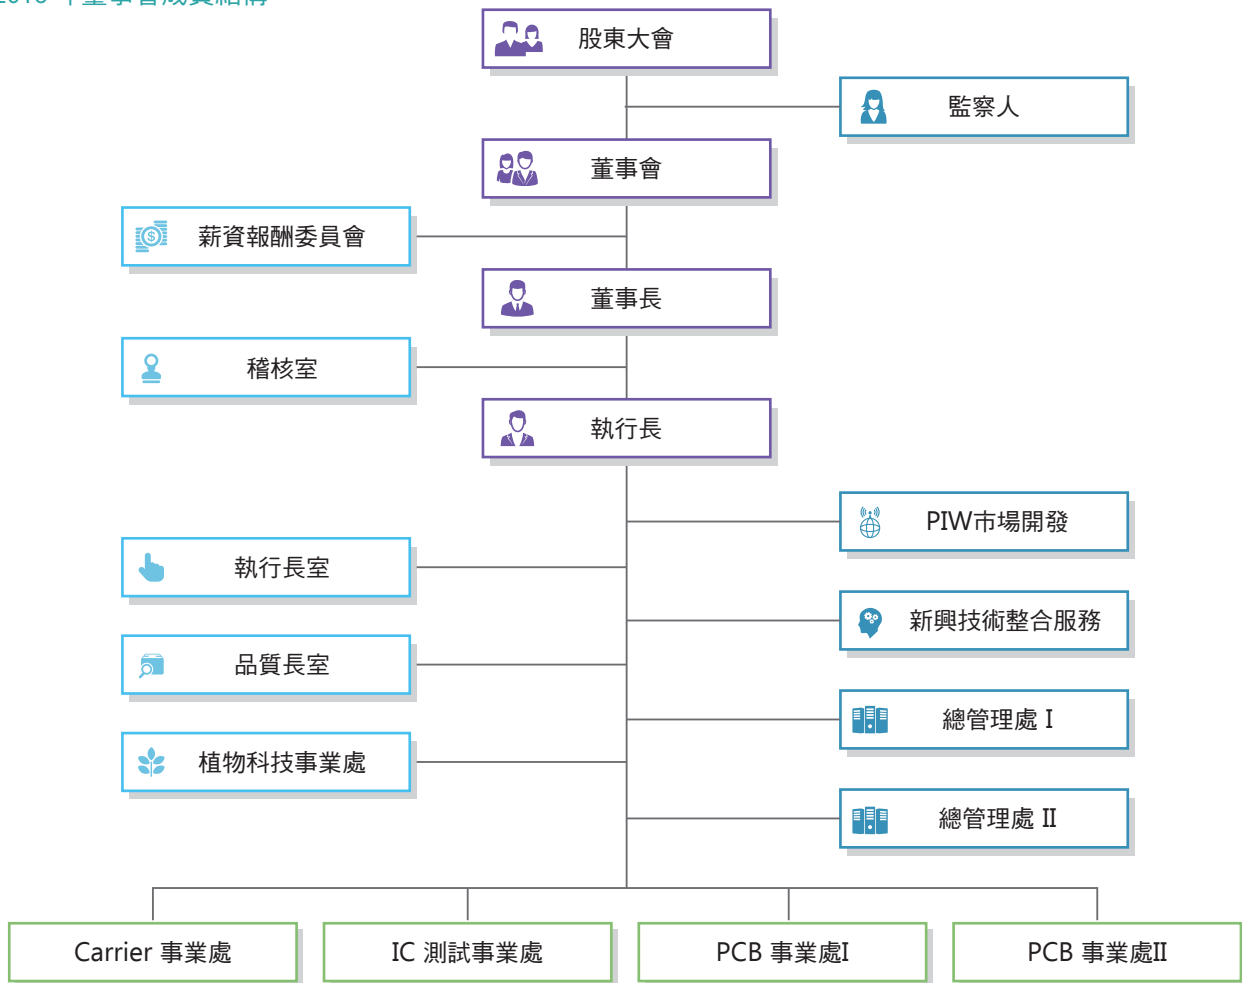 股東大會
監察人
董事會
薪資報酬委員會
董事長
稽核室
執行長
PIW市場開發
執行長室
新興技術整合服務
品質長室
總管理處 I
植物科技事業處
總管理處 II
Carrier 事業處
IC 測試事業處
PCB 事業處I
PCB 事業處II